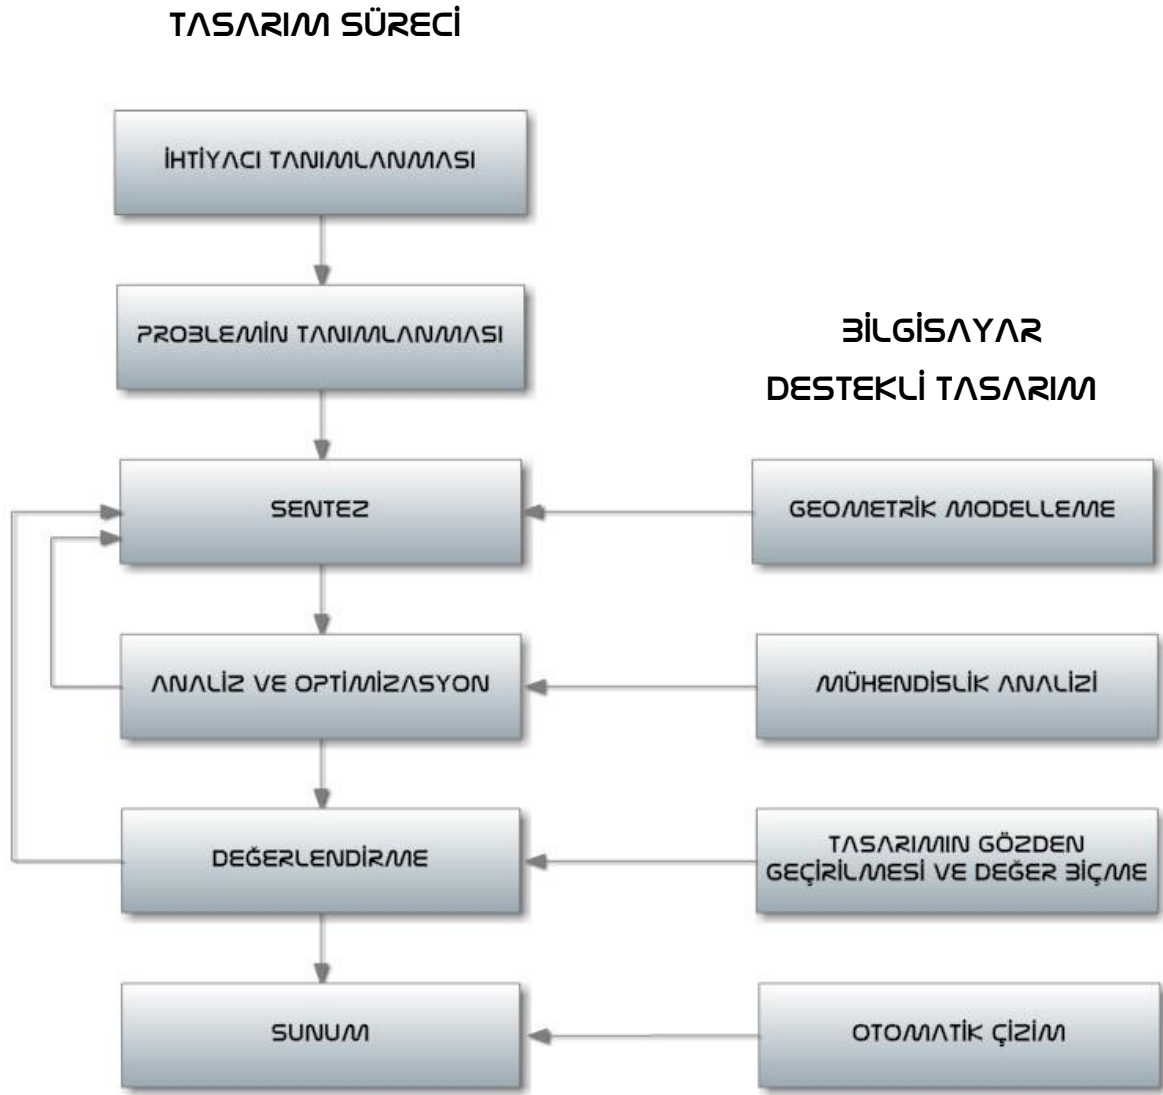 TASARIM SÜRECİ
İHTİYACI TANIMLANMASI
PROBLEMİN TANIMLANMASI
BİLGİSAYAR
DESTEKLİ TASARIM
SENTEZ
GEOMETRİK MODELLEME
ANALİZ VE OPTİMİZASYON
MÜHENDİSLİK ANALİZİ
DEĞERLENDİRME
TASARIMIN GÖZDEN
GEÇİRİLMESİ VE DEĞER BİÇME
SUNUM
OTOMATİK ÇİZİM